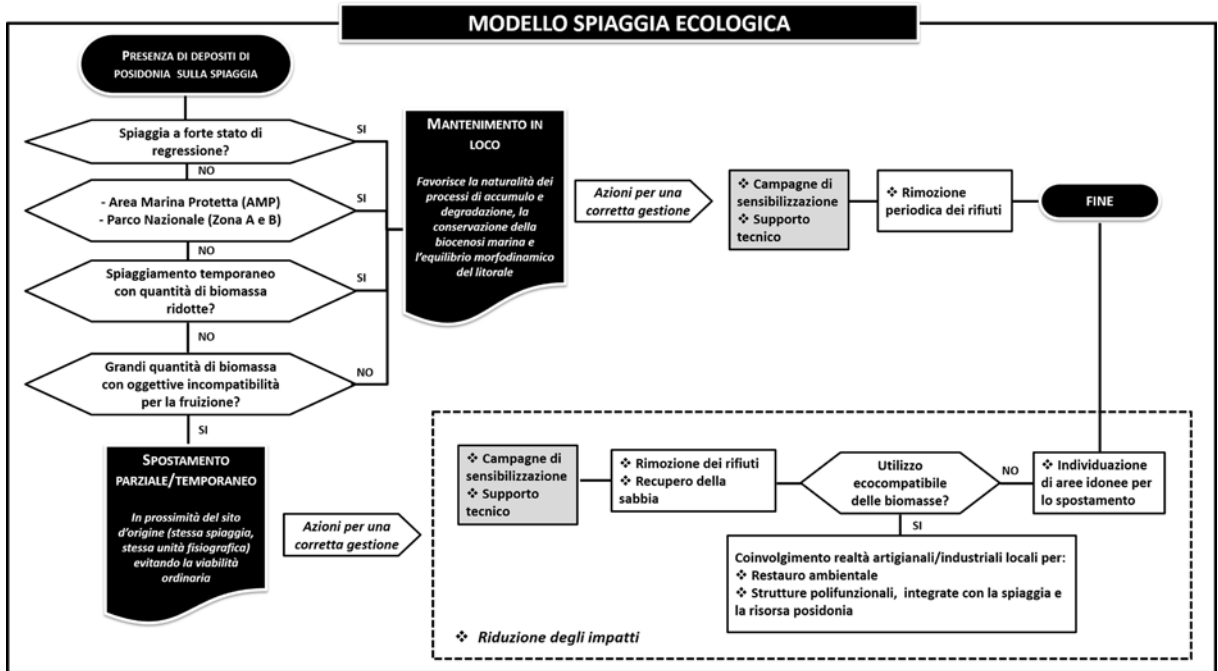 MODELLO SPIAGGIA ECOLOGICA
PRESENZA DI DEPOSITI DI
POSIDONIA SULLA SPIAGGIA
Spiaggia a forte stato di
regressione?
SI
NO
- Area Marina Protetta (AMP)
- Parco Nazionale (Zona A e B)
SI
NO
Spiaggiamento temporaneo
con quantità di biomassa
ridotte?
SI
NO
Grandi quantità di biomassa
con oggettive incompatibilità
per la fruizione?
NO
SI
MANTENIMENTO IN
LOCO
Favorisce la naturalità dei
processi di accumulo e
degradazione, la
conservazione della
biocenosi marina e
l'equilibrio morfodinamico
del litorale
Azioni per una
corretta gestione
❖ Campagne di
sensibilizzazione
❖ Supporto
tecnico
❖ Rimozione
periodica dei rifiuti
FINE
SPOSTAMENTO
PARZIALE/TEMPORANEO
In prossimità del sito
d'origine (stessa spiaggia,
stessa unità fisiografica)
evitando la viabilità
ordinaria
Azioni per una
corretta gestione
❖ Campagne di
sensibilizzazione
❖ Supporto
tecnico
❖ Rimozione dei rifiuti
❖ Recupero della
sabbia
Utilizzo
ecocompatibile
delle biomasse?
NO
❖ Individuazione
di aree idonee per
lo spostamento
SI
Coinvolgimento realtà artigianali/industriali locali per:
❖ Restauro ambientale
❖ Strutture polifunzionali, integrate con la spiaggia e
la risorsa posidonia
❖ Riduzione degli impatti